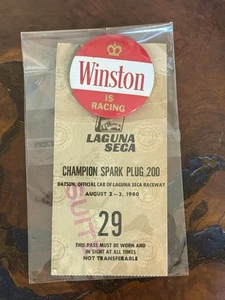 Winston
IS
RACING
LAGUNA
SECA
CHAMPION SPARK PLUG 200
DATSUN, OFFICIAL CAR OF LAGUNA SECA RACEWAY
AUGUST 2-3, 1980
SUIT
29
THIS PASS MUST BE WORN AND
IN SIGHT AT ALL TIMES
NOT TRANSFERABLE